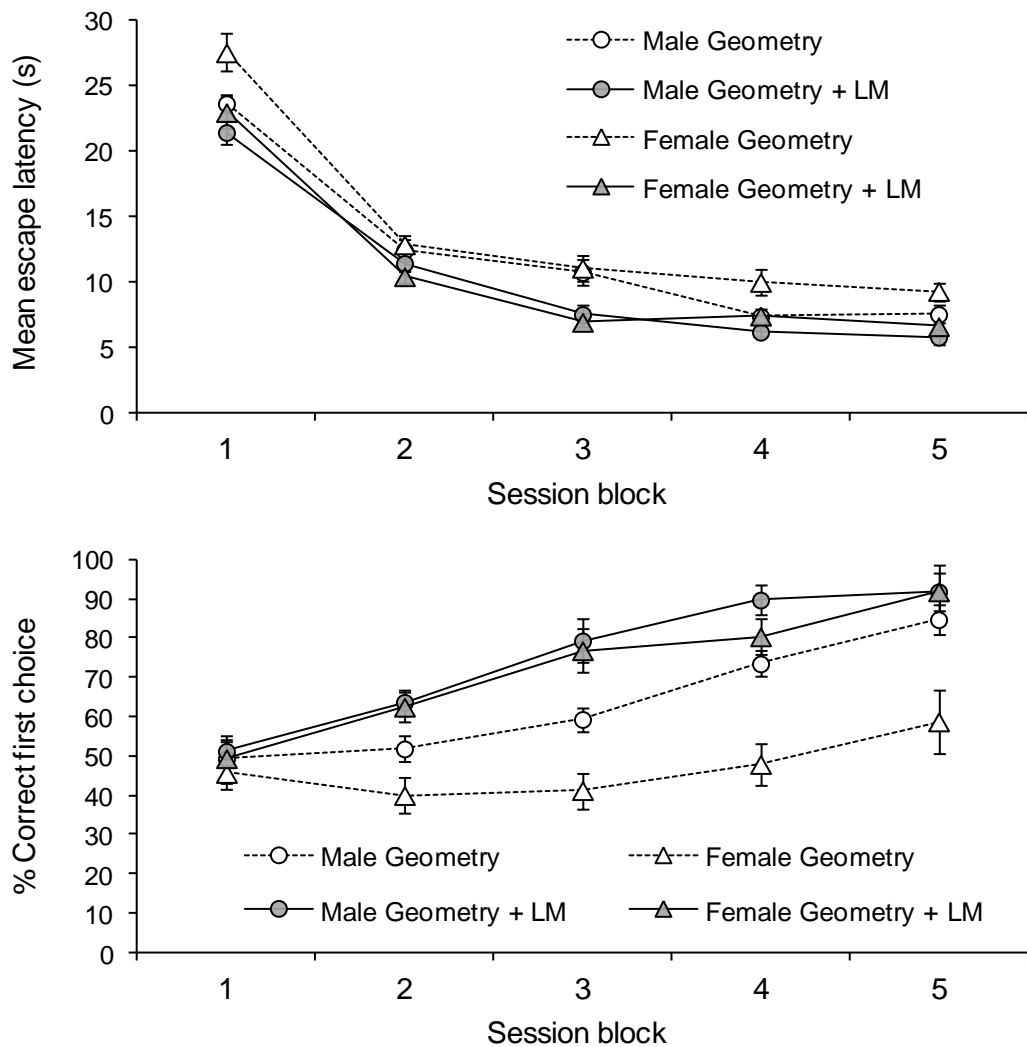 Mean escape latency (s)
30
25
20
15
10
5
0
Male Geometry
Male Geometry + LM
Female Geometry
Female Geometry + LM
1 2 3 4 5
Session block
% Correct first choice
100
90
80
70
60
50
40
30
20
10
0
Male Geometry Female Geometry
Male Geometry + LM Female Geometry + LM
1 2 3 4 5
Session block